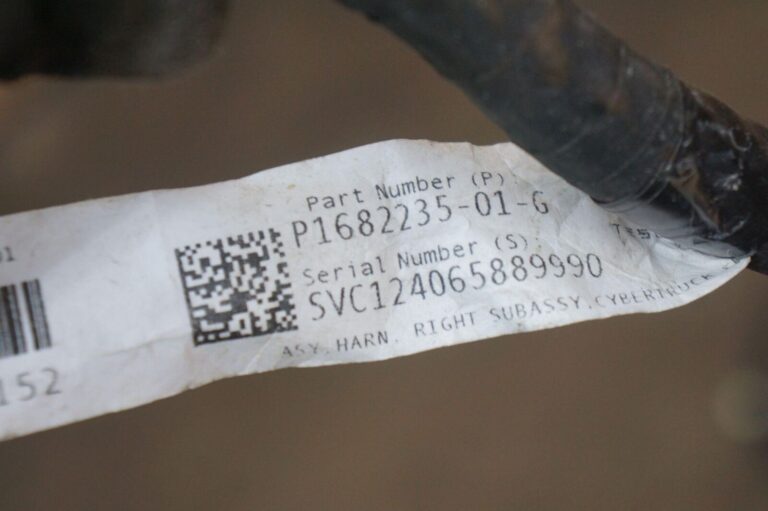 Part Number (P)
P1682235-01-G
Serial Number (S)
SVC124065889990
ASY, HARN, RIGHT SUBASSY, CYBERTRUCK
152